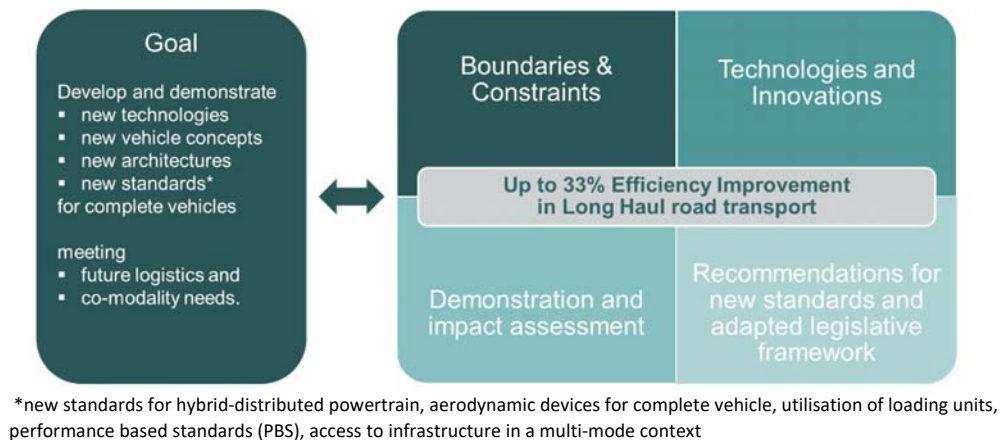 Goal
Develop and demonstrate
▪ new technologies
▪ new vehicle concepts
▪ new architectures
▪ new standards*
for complete vehicles
meeting
▪ future logistics and
▪ co-modality needs.
Boundaries &
Constraints
Technologies and
Innovations
Up to 33% Efficiency Improvement
in Long Haul road transport
Demonstration and
impact assessment
Recommendations for
new standards and
adapted legislative
framework
*new standards for hybrid-distributed powertrain, aerodynamic devices for complete vehicle, utilisation of loading units,
performance based standards (PBS), access to infrastructure in a multi-mode context